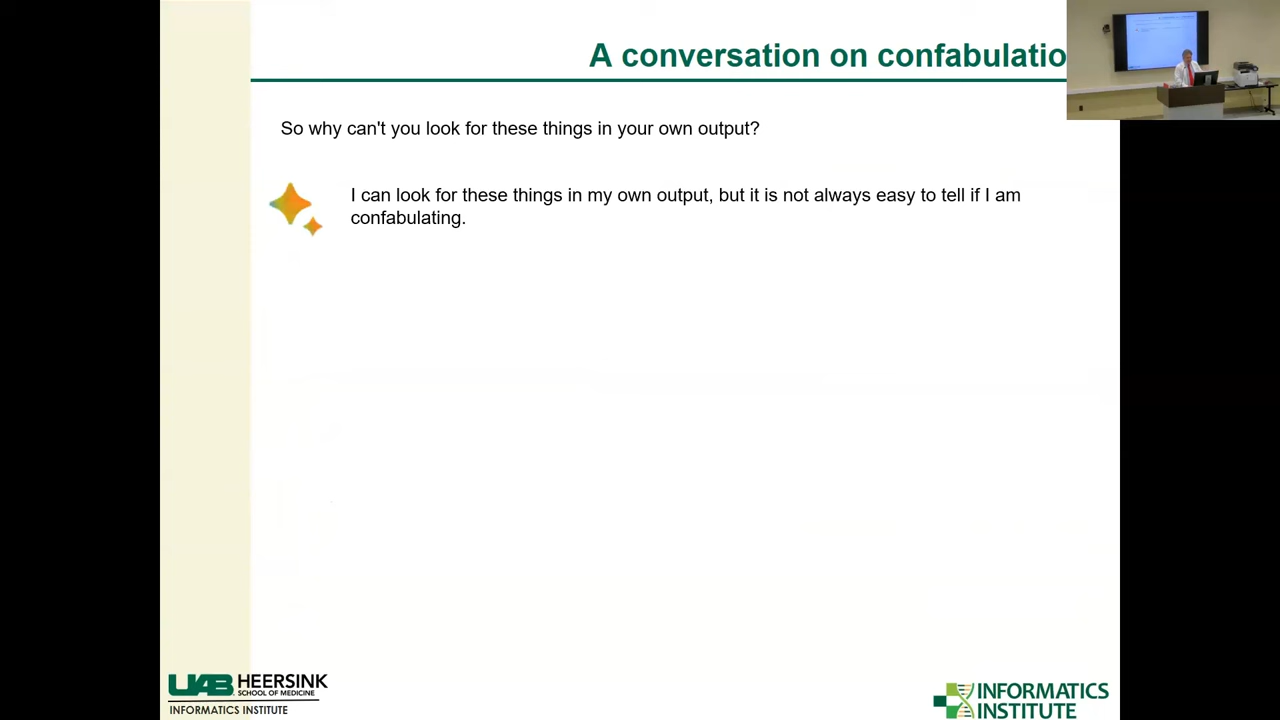 A conversation on confabulatio
So why can't you look for these things in your own output?
I can look for these things in my own output, but it is not always easy to tell if I am
confabulating.
UAB HEERSINK
SCHOOL OF MEDICINE
INFORMATICS INSTITUTE
INFORMATICS
INSTITUTE